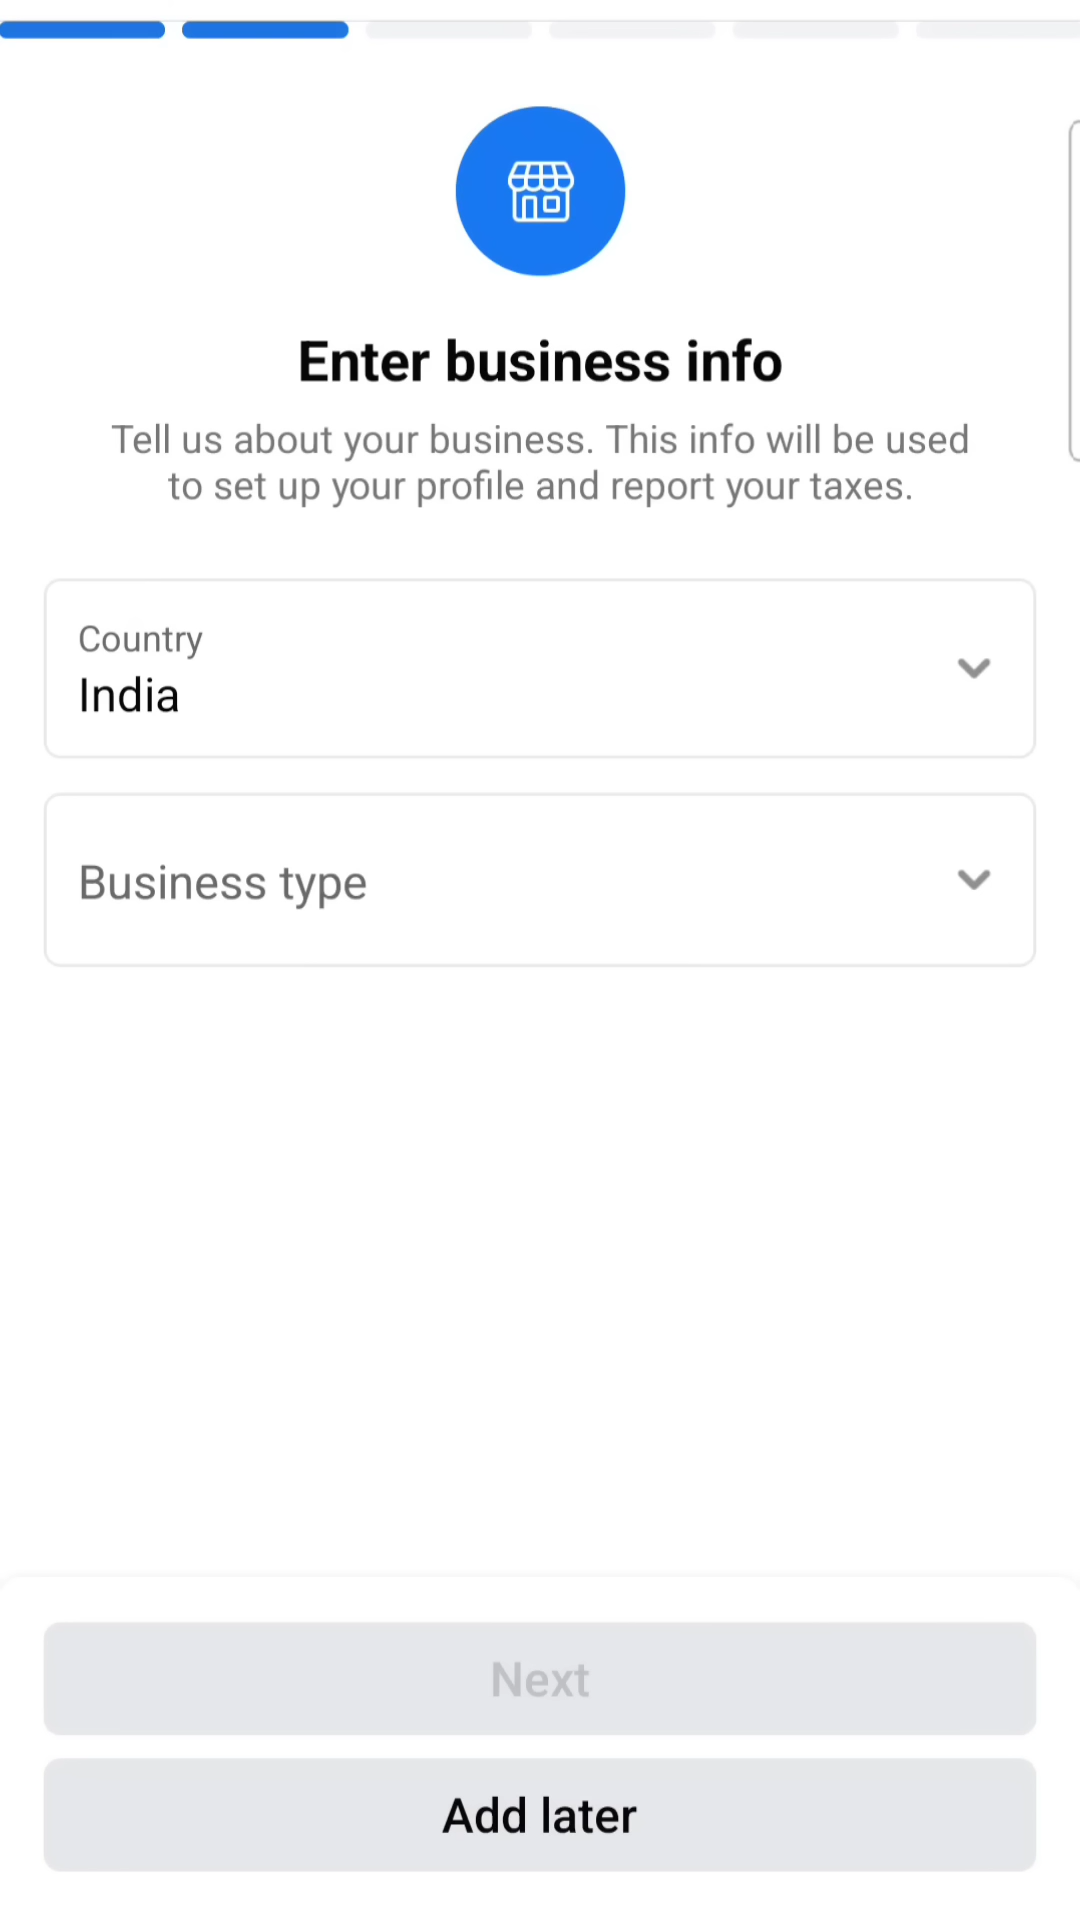 Enter business info
Tell us about your business. This info will be used
to set up your profile and report your taxes.
Country
India
Business type
Next
Add later